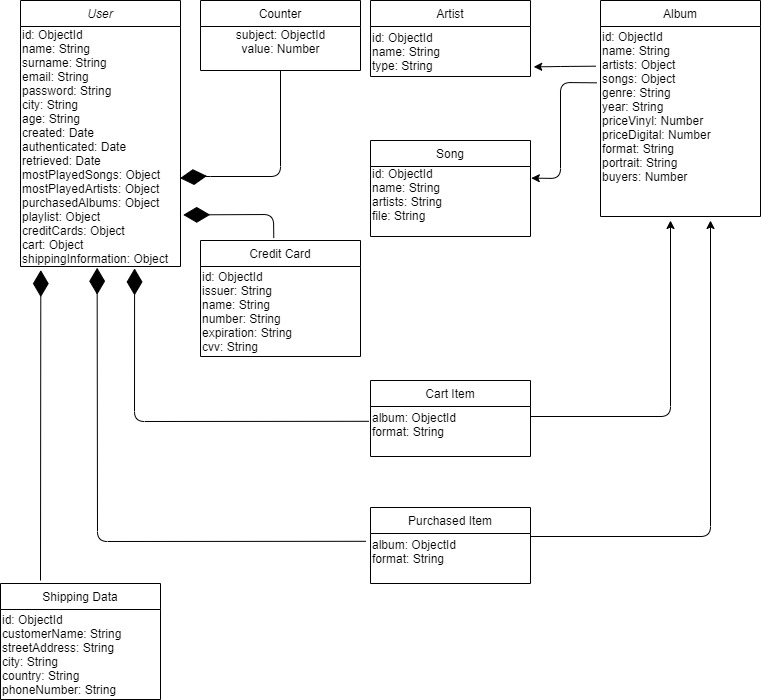 User
id: ObjectId
name: String
surname: String
email: String
password: String
city: String
age: String
created: Date
authenticated: Date
retrieved: Date
mostPlayedSongs: Object
mostPlayedArtists: Object
purchasedAlbums: Object
playlist: Object
creditCards: Object
cart: Object
shippingInformation: Object
Counter
subject: ObjectId
value: Number
Artist
id: ObjectId
name: String
type: String
Album
id: ObjectId
name: String
artists: Object
songs: Object
genre: String
year: String
priceVinyl: Number
priceDigital: Number
format: String
portrait: String
buyers: Number
Song
id: ObjectId
name: String
artists: String
file: String
Credit Card
id: ObjectId
issuer: String
name: String
number: String
expiration: String
cvv: String
Cart Item
album: ObjectId
format: String
Purchased Item
album: ObjectId
format: String
Shipping Data
id: ObjectId
customerName: String
streetAddress: String
city: String
country: String
phoneNumber: String